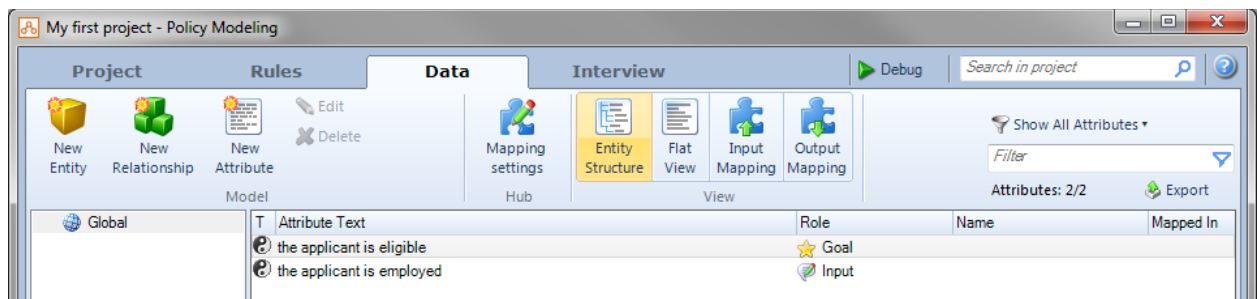 My first project - Policy Modeling
Project Rules Data Interview Debug Search in project
New Entity New Relationship New Attribute Edit Delete Mapping settings Entity Structure Flat View Input Mapping Output Mapping Show All Attributes
Filter
Model Hub View Attributes: 2/2 Export
Global T Attribute Text Role Name Mapped In
the applicant is eligible Goal
the applicant is employed Input